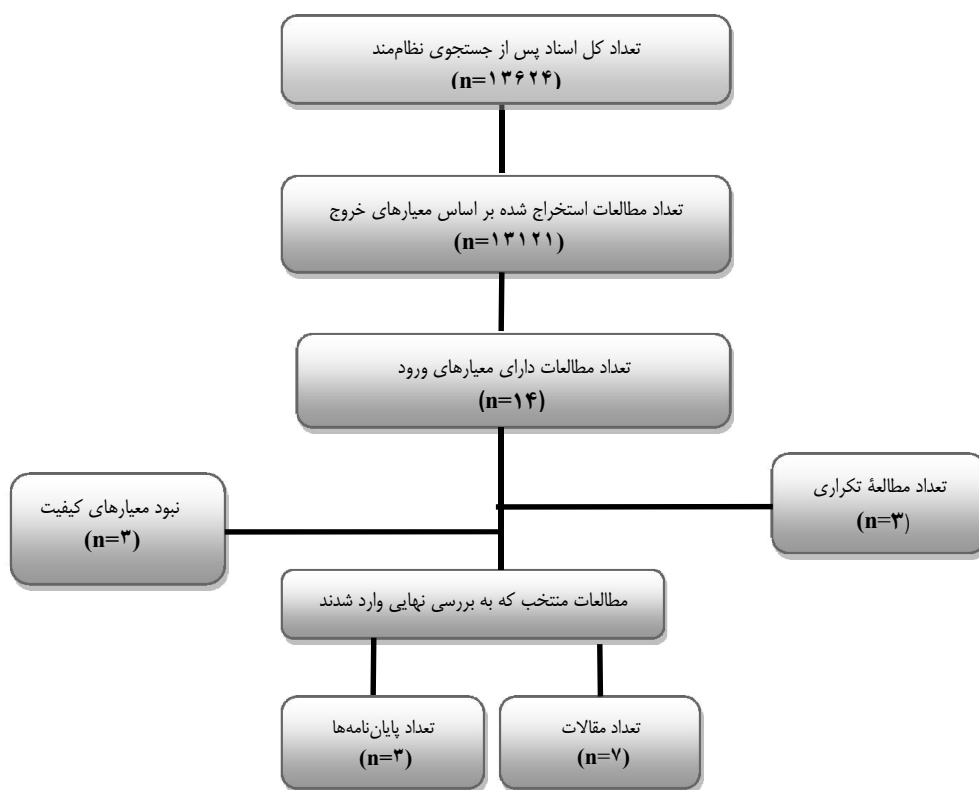 تعداد کل اسناد پس از جستجوی نظام‌مند
(n=۱۳۶۲۴)
تعداد مطالعات استخراج شده بر اساس معیارهای خروج
(n=۱۳۱۲۱)
تعداد مطالعات دارای معیارهای ورود
(n=۱۴)
تعداد مطالعهٔ تکراری
(n=۳)
نبود معیارهای کیفیت
(n=۳)
مطالعات منتخب که به بررسی نهایی وارد شدند
تعداد مقالات
(n=۷)
تعداد پایان‌نامه‌ها
(n=۳)